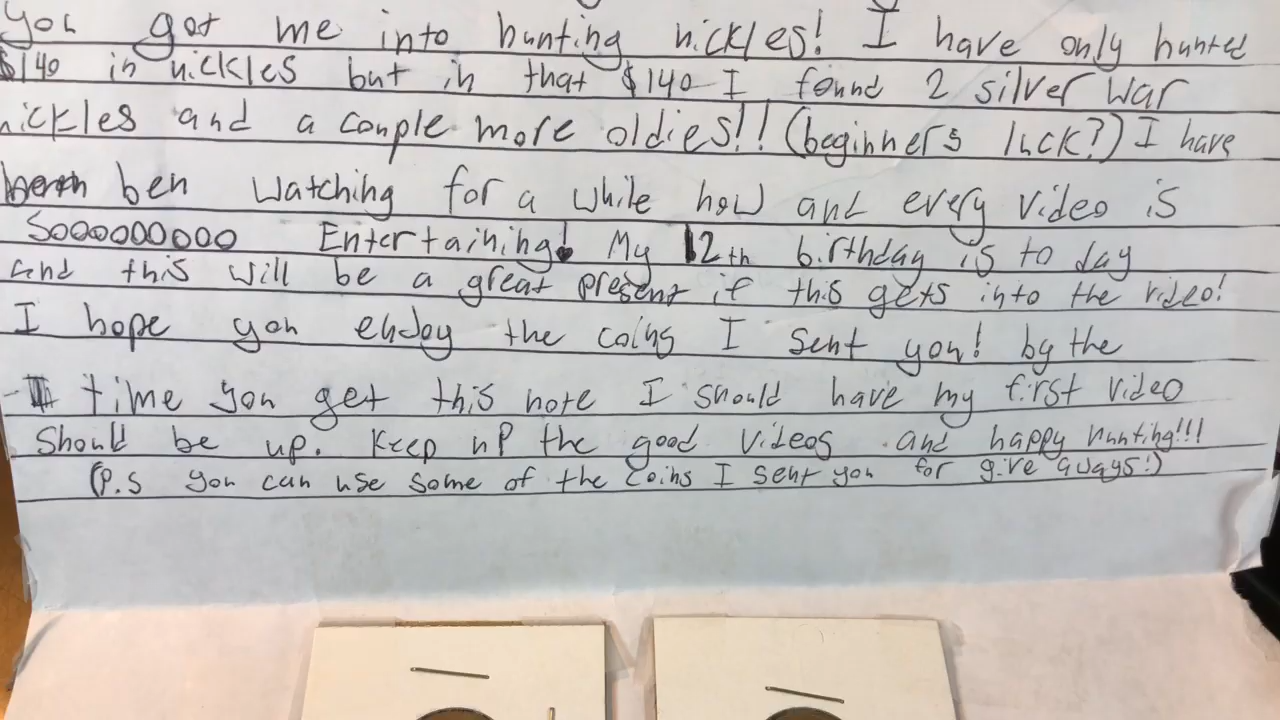 you got me into hunting nickles! I have only hunted
$140 in nickles but in that $140 I found 2 silver war
nickles and a couple more oldies!! (beginners luck?) I have
ben watching for a while now and every video is
Sooooooooo Entertaining! My 12th birthday is to day
and this will be a great present if this gets into the video!
I hope you enjoy the coins I sent you! by the
time you get this note I should have my first video
should be up. Keep up the good videos and happy hunting!!!
(P.S you can use some of the coins I sent you for give aways!)